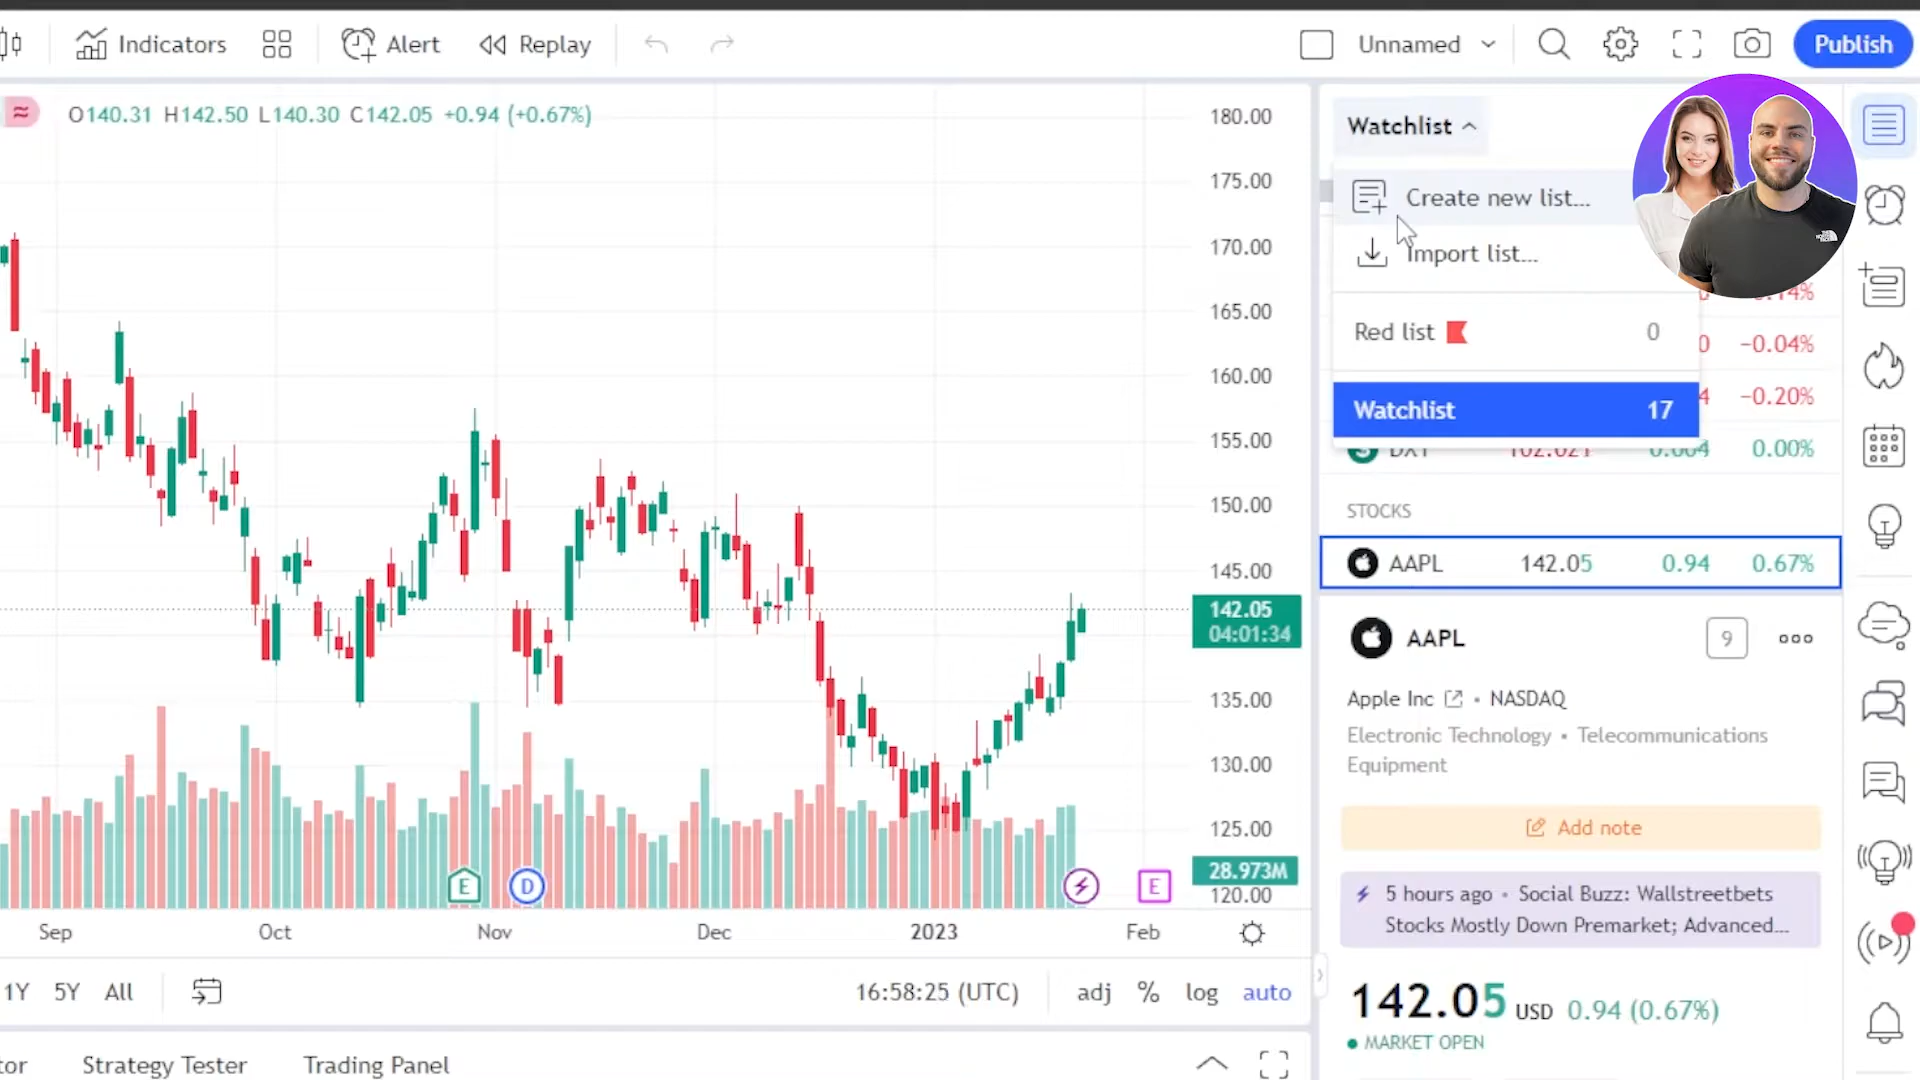 Indicators Alert Replay Unnamed Publish
O140.31 H142.50 L140.30 C142.05 +0.94 (+0.67%)
180.00
175.00
170.00
165.00
160.00
155.00
150.00
145.00
142.05
04:01:34
135.00
130.00
125.00
28.973M
120.00
E D E
Sep Oct Nov Dec 2023 Feb
1Y 5Y All 16:58:25 (UTC) adj % log auto
Strategy Tester Trading Panel
Watchlist
Create new list...
Import list...
Red list 0
−0.04%
Watchlist 17
−0.20%
DXY 102.021 0.004 0.00%
STOCKS
AAPL 142.05 0.94 0.67%
AAPL 9
Apple Inc • NASDAQ
Electronic Technology • Telecommunications
Equipment
Add note
5 hours ago • Social Buzz: Wallstreetbets
Stocks Mostly Down Premarket; Advanced...
142.05 USD 0.94 (0.67%)
MARKET OPEN